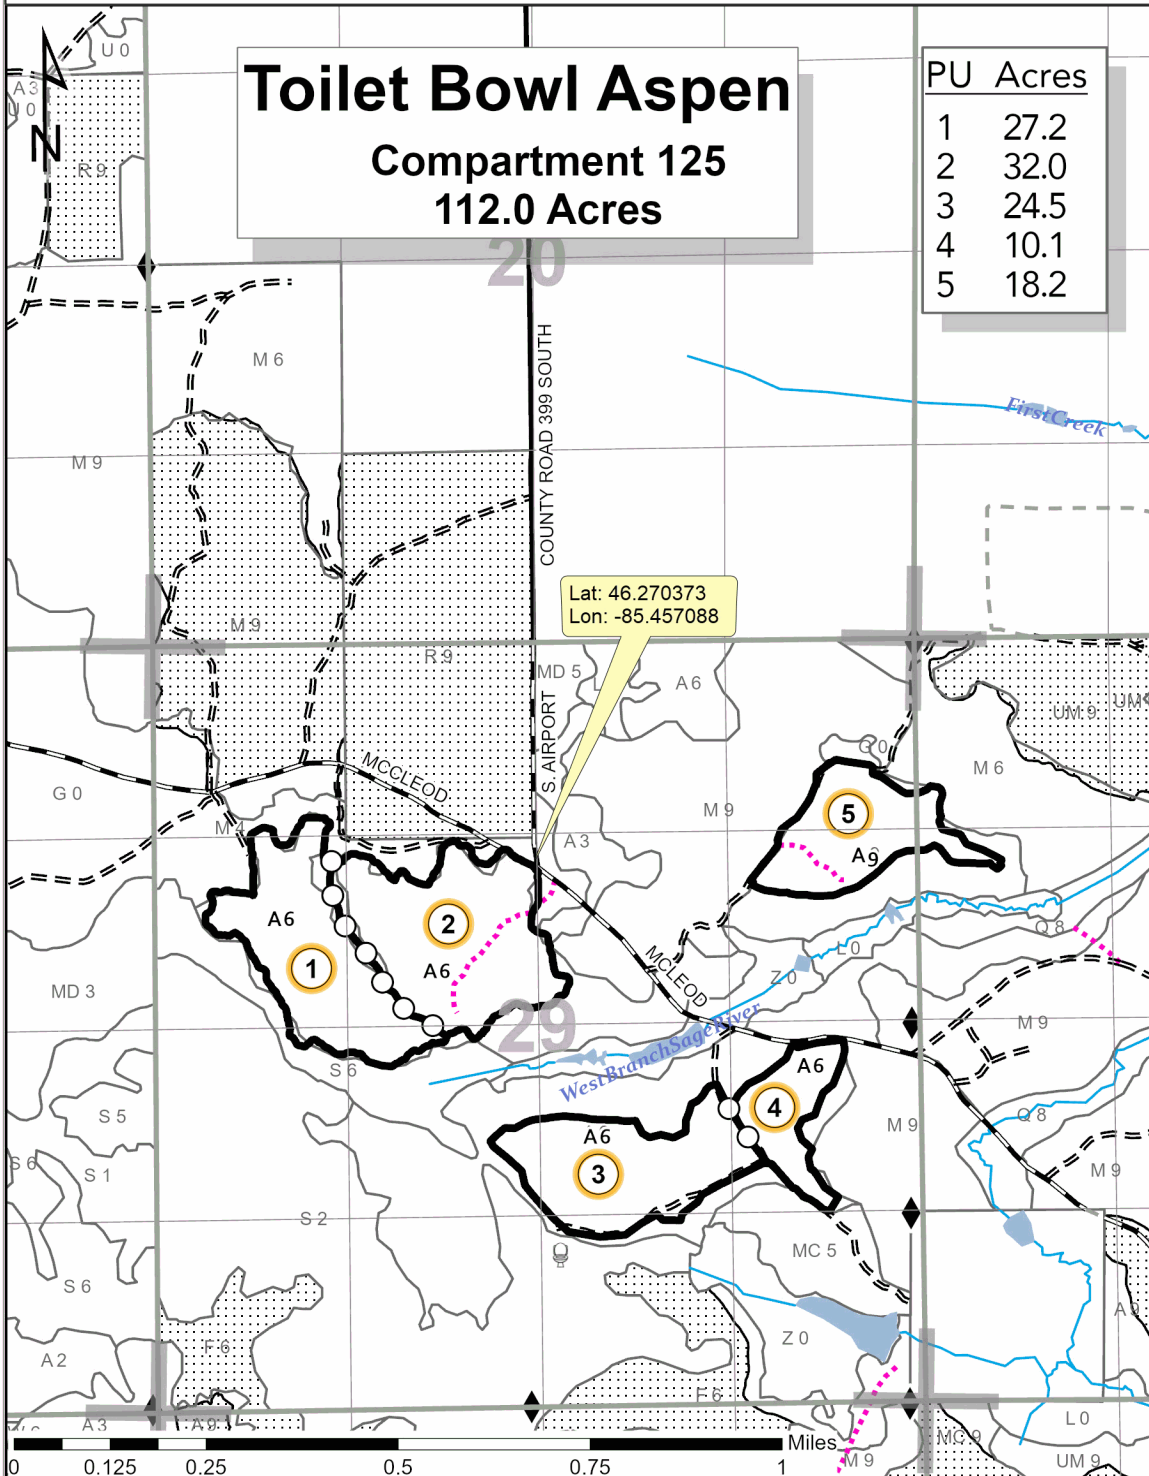 U 0
Toilet Bowl Aspen
Compartment 125
112.0 Acres
PU Acres
1 27.2
2 32.0
3 24.5
4 10.1
5 18.2
A 3
U 0
N
R 9
20
M 6
COUNTY ROAD 399 SOUTH
FirstCreek
M 9
Lat: 46.270373
Lon: -85.457088
M 9
R 9
MD 5
A 6
UM 9
UM
S. AIRPORT
MCCLEOD
G 0
M 6
G 0
M 9
5
M 4
A 3
A 9
A 6
2
Q 8
1
A 6
MCLEOD
L 0
Z 0
MD 3
29
WestBranchSageRiver
M 9
S 6
A 6
4
S 5
A 6
M 9
Q 8
S 6
S 1
3
M 9
S 2
MC 5
S 6
A 9
F 6
Z 0
A 2
F 6
A 3
A 9
L 0
MC 9
M 9
UM 9
Miles
0 0.125 0.25 0.5 0.75 1